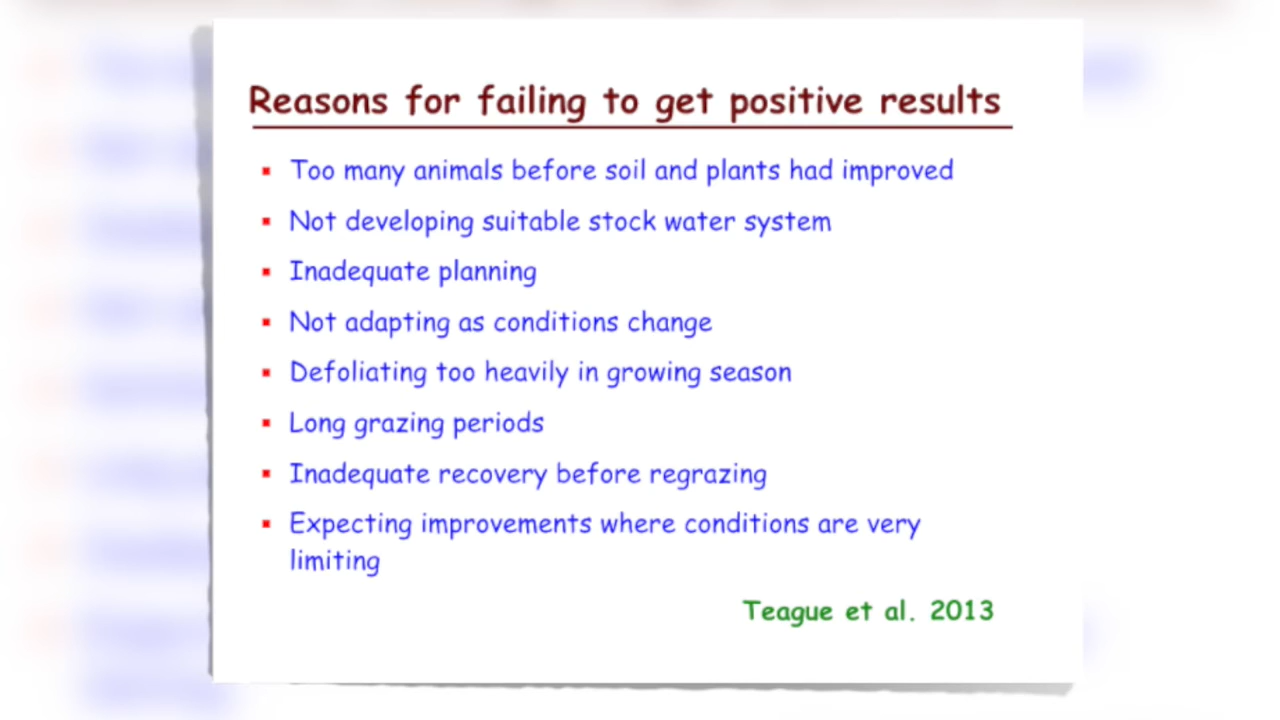 Reasons for failing to get positive results
▪ Too many animals before soil and plants had improved
▪ Not developing suitable stock water system
▪ Inadequate planning
▪ Not adapting as conditions change
▪ Defoliating too heavily in growing season
▪ Long grazing periods
▪ Inadequate recovery before regrazing
▪ Expecting improvements where conditions are very
limiting
Teague et al. 2013